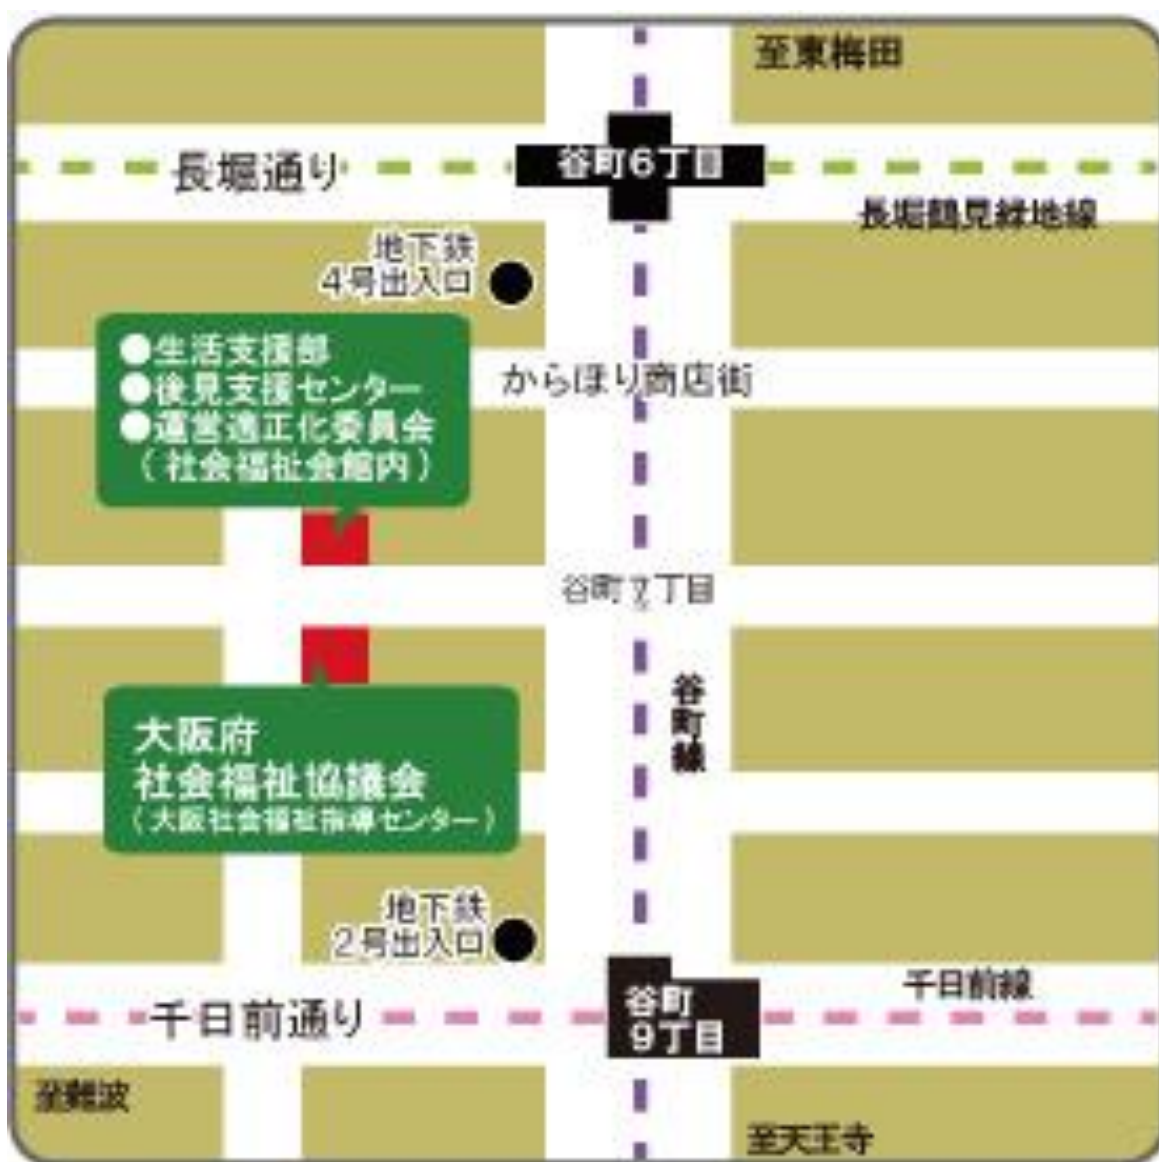 至東梅田
谷町6丁目
長堀通り
長堀鶴見緑地線
地下鉄
4号出入口
●生活支援部
●後見支援センター
●運営適正化委員会
（社会福祉会館内）
からほり商店街
谷町7丁目
谷町線
大阪府
社会福祉協議会
（大阪社会福祉指導センター）
地下鉄
2号出入口
千日前線
谷町
9丁目
千日前通り
至難波
至天王寺